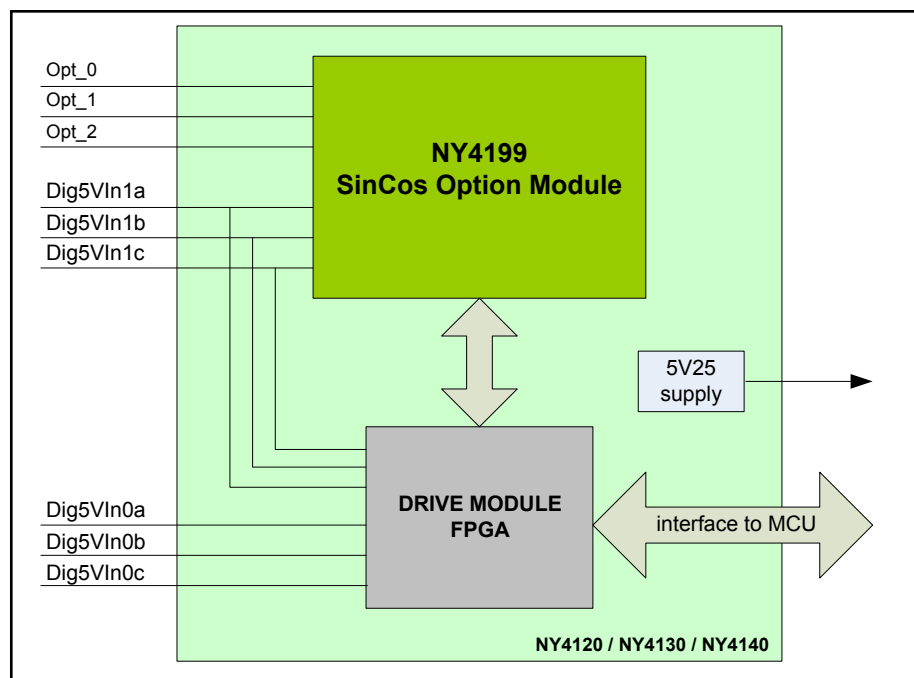 Opt_0
Opt_1
Opt_2
NY4199
SinCos Option Module
Dig5VIn1a
Dig5VIn1b
Dig5VIn1c
5V25
supply
DRIVE MODULE
FPGA
interface to MCU
Dig5VIn0a
Dig5VIn0b
Dig5VIn0c
NY4120 / NY4130 / NY4140